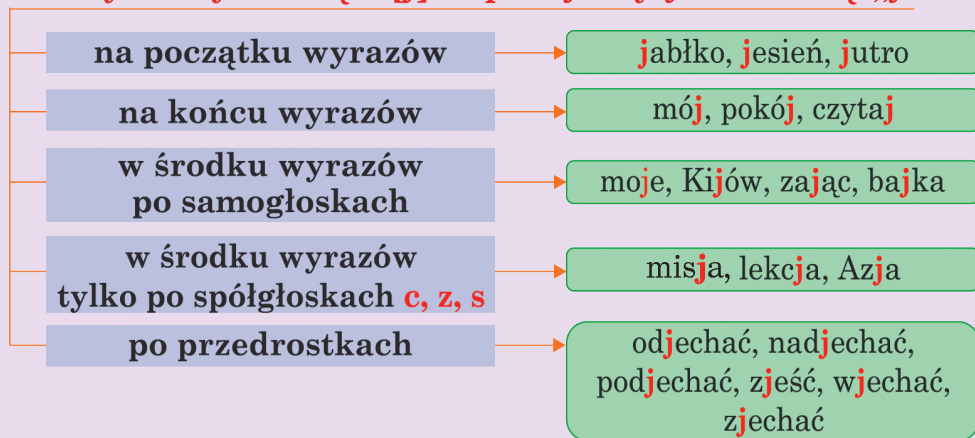 na początku wyrazów
jabłko, jesień, jutro
na końcu wyrazów
mój, pokój, czytaj
w środku wyrazów
po samogłoskach
moje, Kijów, zając, bajka
w środku wyrazów
tylko po spółgłoskach c, z, s
misja, lekcja, Azja
po przedrostkach
odjechać, nadjechać,
podjechać, zjeść, wjechać,
zjechać